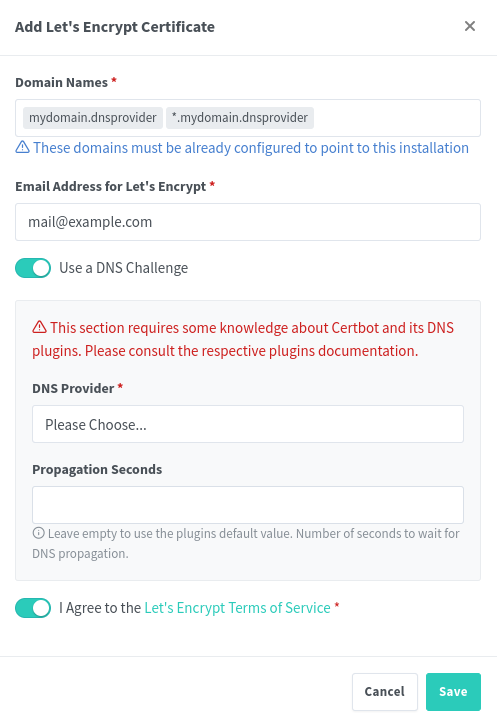 Add Let's Encrypt Certificate
Domain Names *
mydomain.dnsprovider *.mydomain.dnsprovider
These domains must be already configured to point to this installation
Email Address for Let's Encrypt *
mail@example.com
Use a DNS Challenge
This section requires some knowledge about Certbot and its DNS
plugins. Please consult the respective plugins documentation.
DNS Provider *
Please Choose...
Propagation Seconds
Leave empty to use the plugins default value. Number of seconds to wait for
DNS propagation.
I Agree to the Let's Encrypt Terms of Service *
Cancel Save